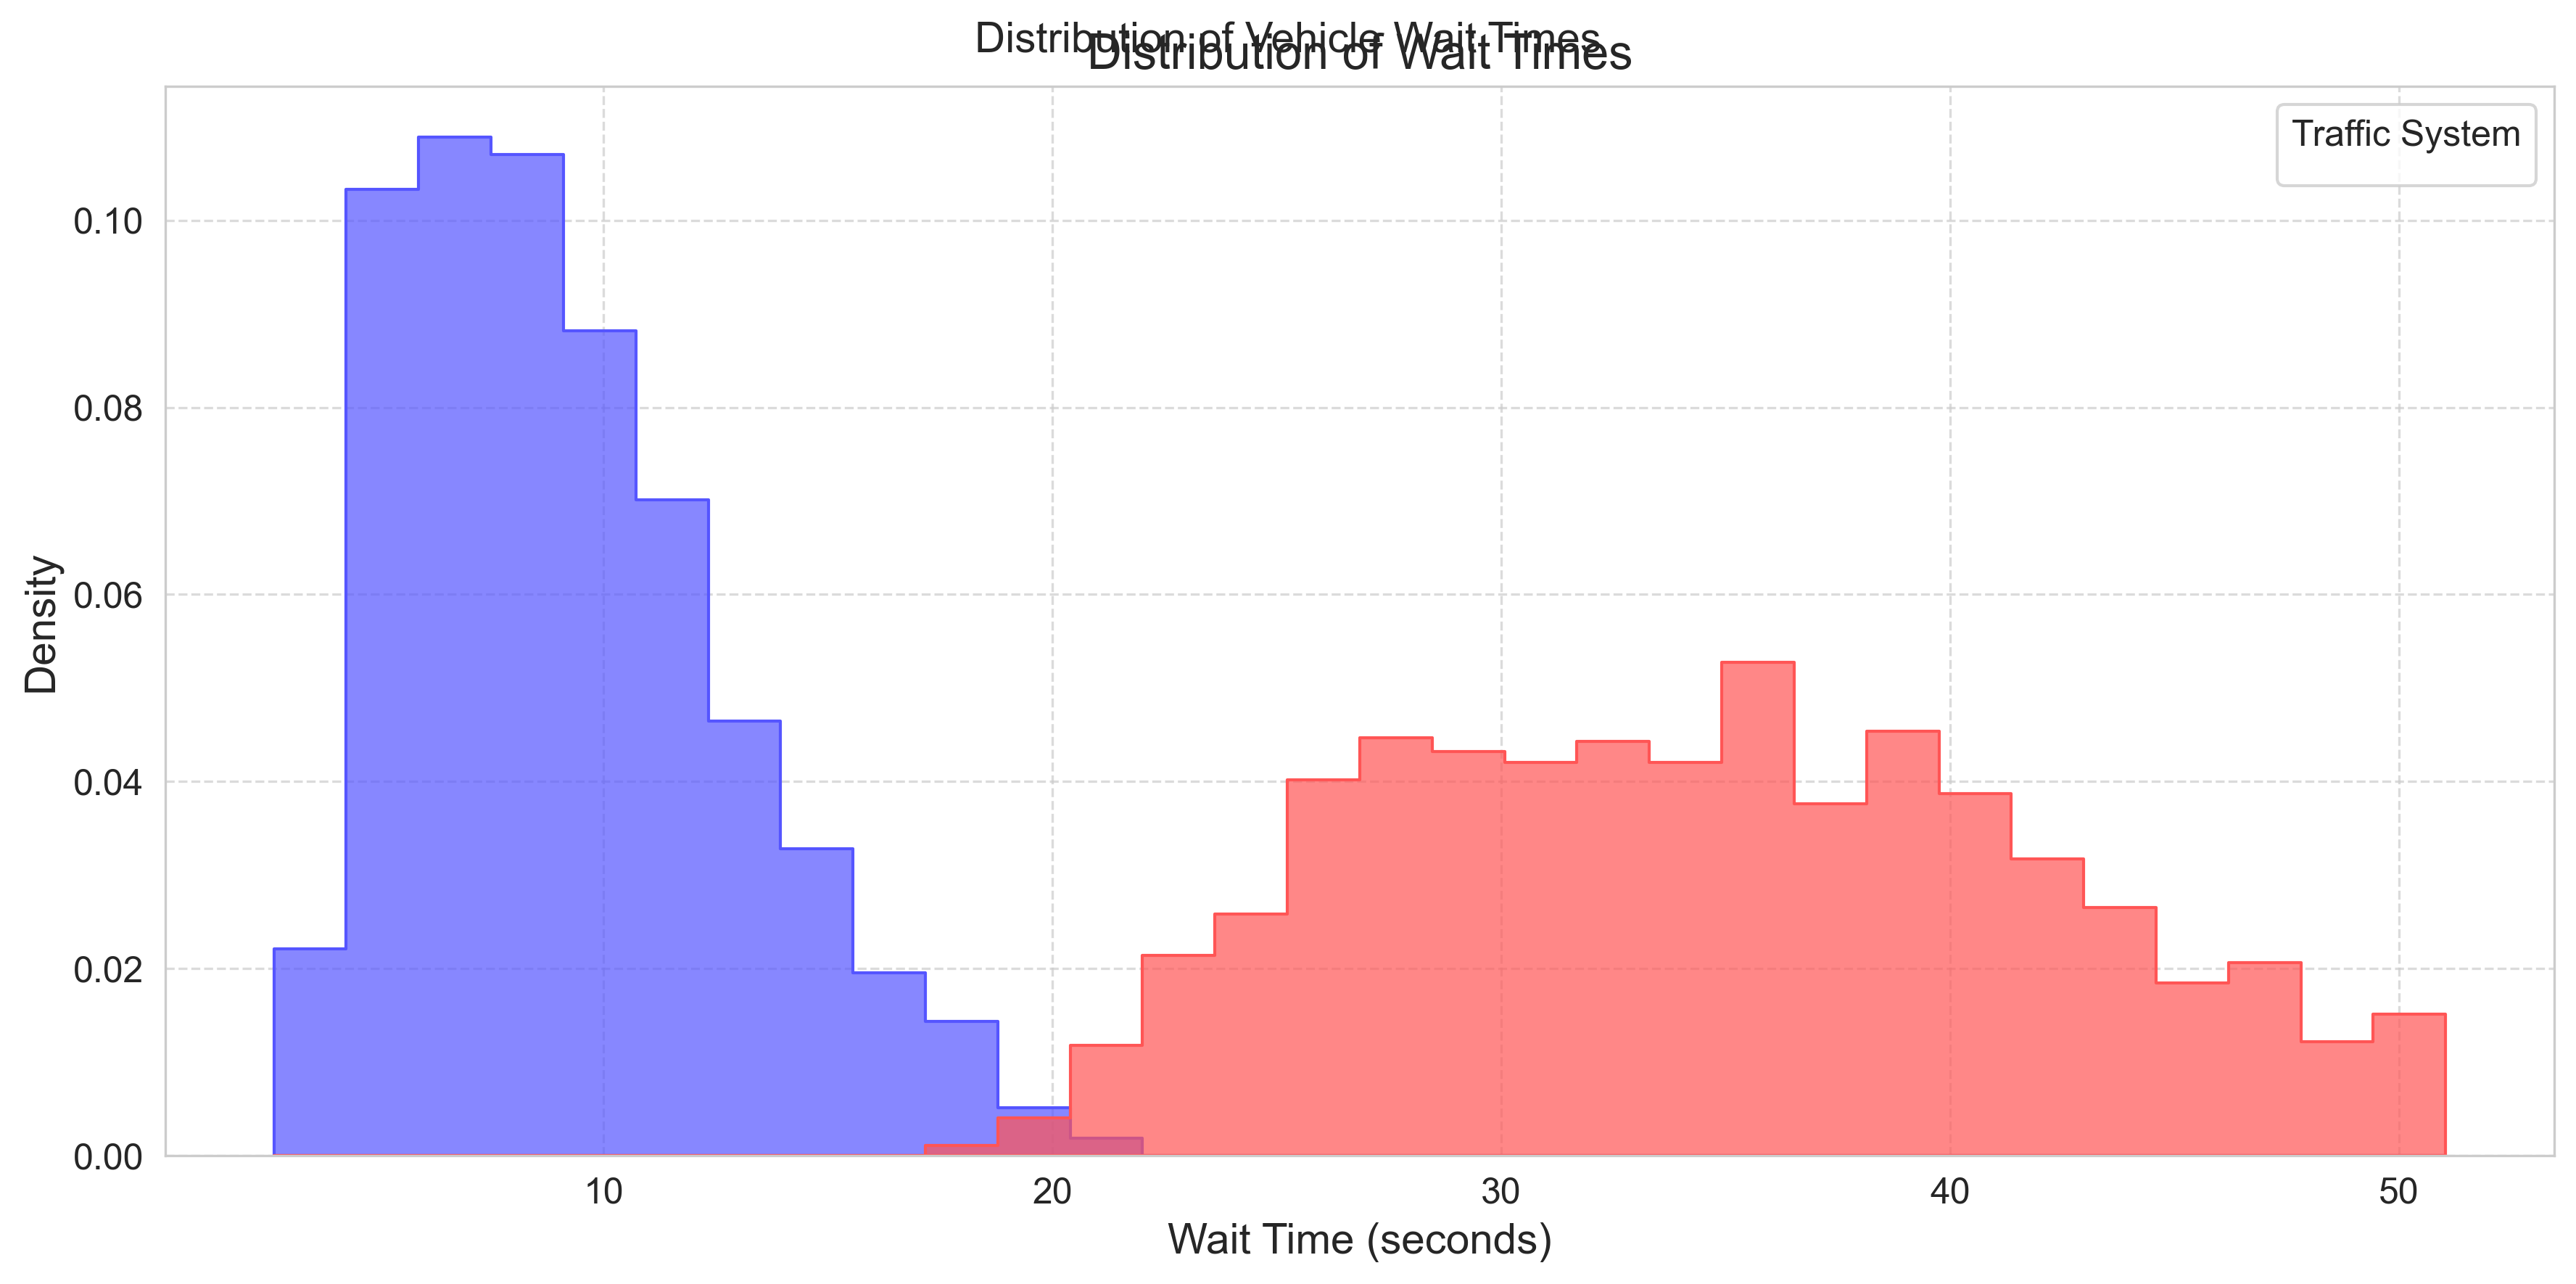 Distribution of Vehicle Wait Times
Distribution of Wait Times
Traffic System
0.10
0.08
0.06
0.04
0.02
0.00
Density
10 20 30 40 50
Wait Time (seconds)